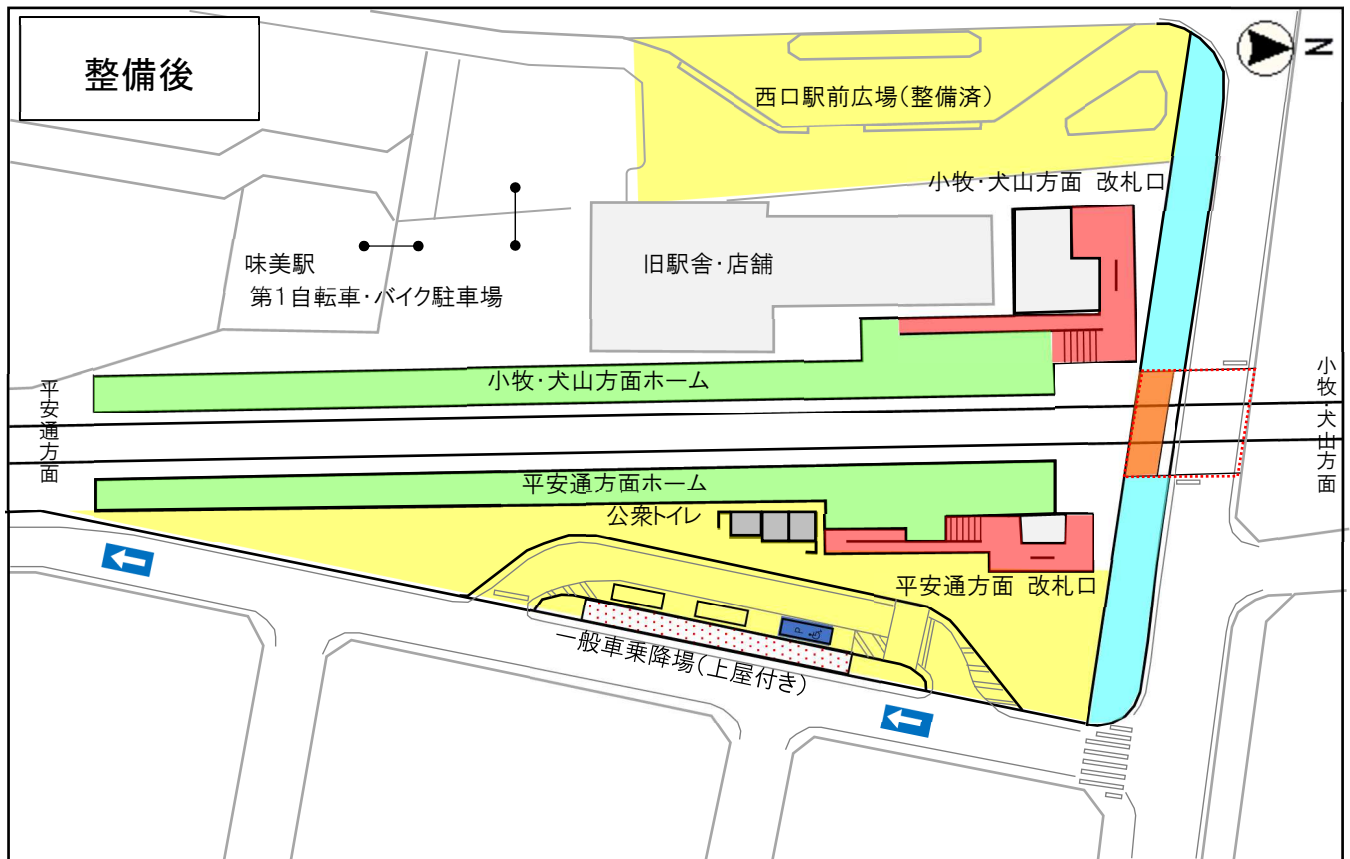 整備後
N
西口駅前広場(整備済)
小牧・犬山方面 改札口
味美駅
第1自転車・バイク駐車場
旧駅舎・店舗
小牧・犬山方面ホーム
平安通方面
小牧・犬山方面
平安通方面ホーム
公衆トイレ
平安通方面 改札口
P
一般車乗降場(上屋付き)